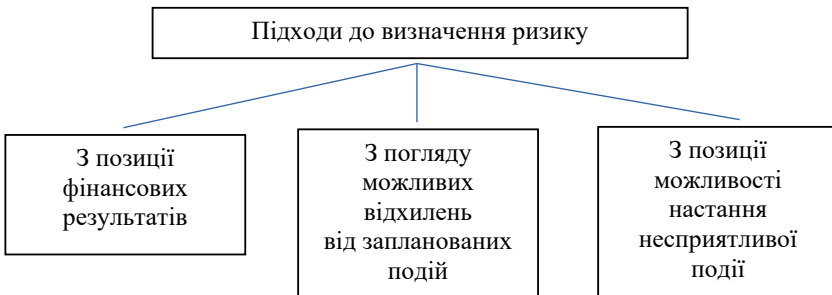 Підходи до визначення ризику
З позиції
фінансових
результатів
З погляду
можливих
відхилень
від запланованих
подій
З позиції
можливості
настання
несприятливої
події